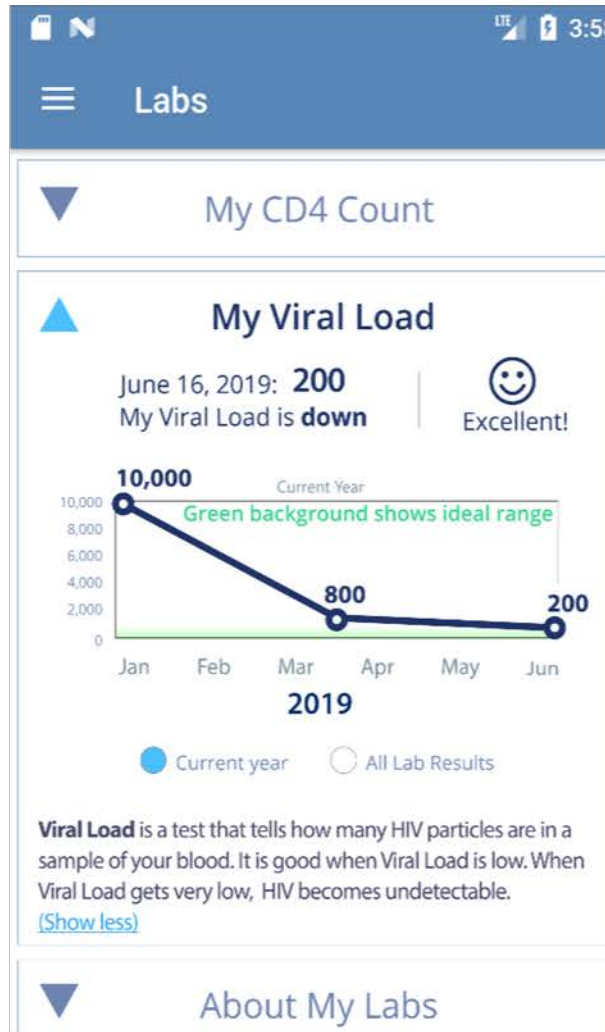 LTE 3:5
Labs
My CD4 Count
My Viral Load
June 16, 2019: 200
My Viral Load is down
Excellent!
10,000
Current Year
Green background shows ideal range
10,000
8,000
6,000
4,000
2,000
0
800
200
Jan Feb Mar Apr May Jun
2019
Current year All Lab Results
Viral Load is a test that tells how many HIV particles are in a
sample of your blood. It is good when Viral Load is low. When
Viral Load gets very low, HIV becomes undetectable.
(Show less)
About My Labs